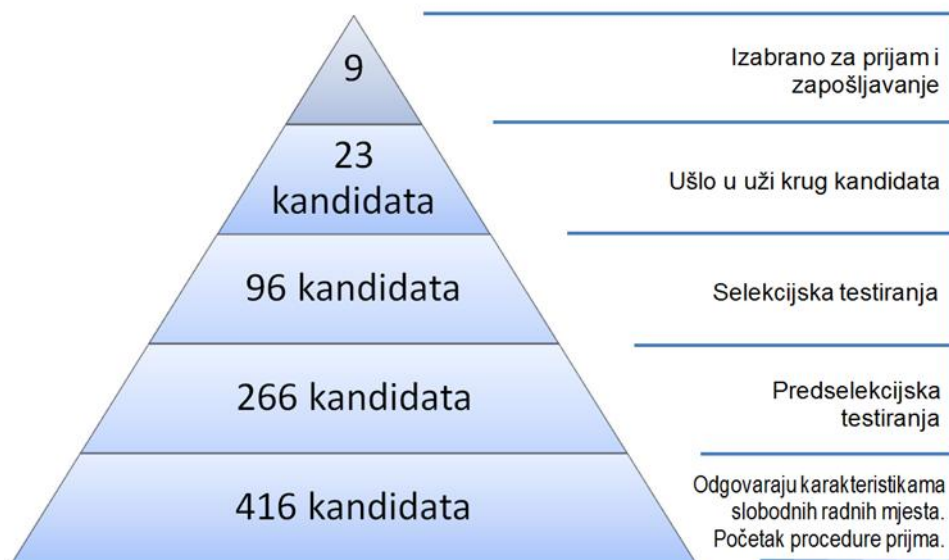 9
Izabrano za prijam i
zapošljavanje
23
kandidata
Ušlo u uži krug kandidata
96 kandidata
Selekcijska testiranja
266 kandidata
Predselekcijska
testiranja
416 kandidata
Odgovaraju karakteristikama
slobodnih radnih mjesta.
Početak procedure prijma.